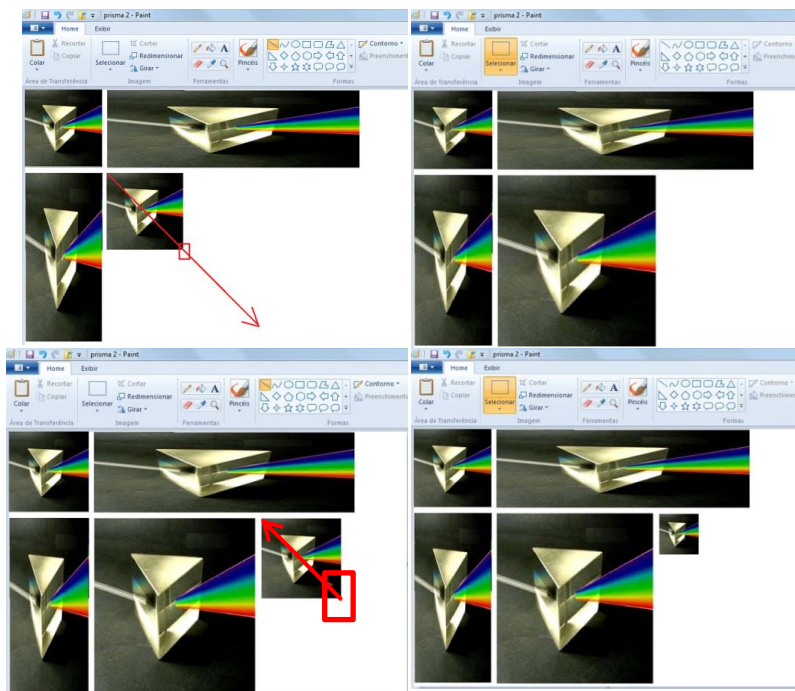 prisma 2 - Paint
Home Exibir
Recortar Cortar A Contorno
Copiar Redimensionar Preenchiment
Colar Selecionar Girar Pincéis
Área de Transferência Imagem Ferramentas Formas
prisma 2 - Paint
Home Exibir
Recortar Cortar A Contorno
Copiar Redimensionar Preenchimen
Colar Selecionar Girar Pincéis
Área de Transferência Imagem Ferramentas Formas
prisma 2 - Paint
Home Exibir
Recortar Cortar A Contorno
Copiar Redimensionar Preenchiment
Colar Selecionar Girar Pincéis
Área de Transferência Imagem Ferramentas Formas
prisma 2 - Paint
Home Exibir
Recortar Cortar A Contorno
Copiar Redimensionar Preenchimen
Colar Selecionar Girar Pincéis
Área de Transferência Imagem Ferramentas Formas